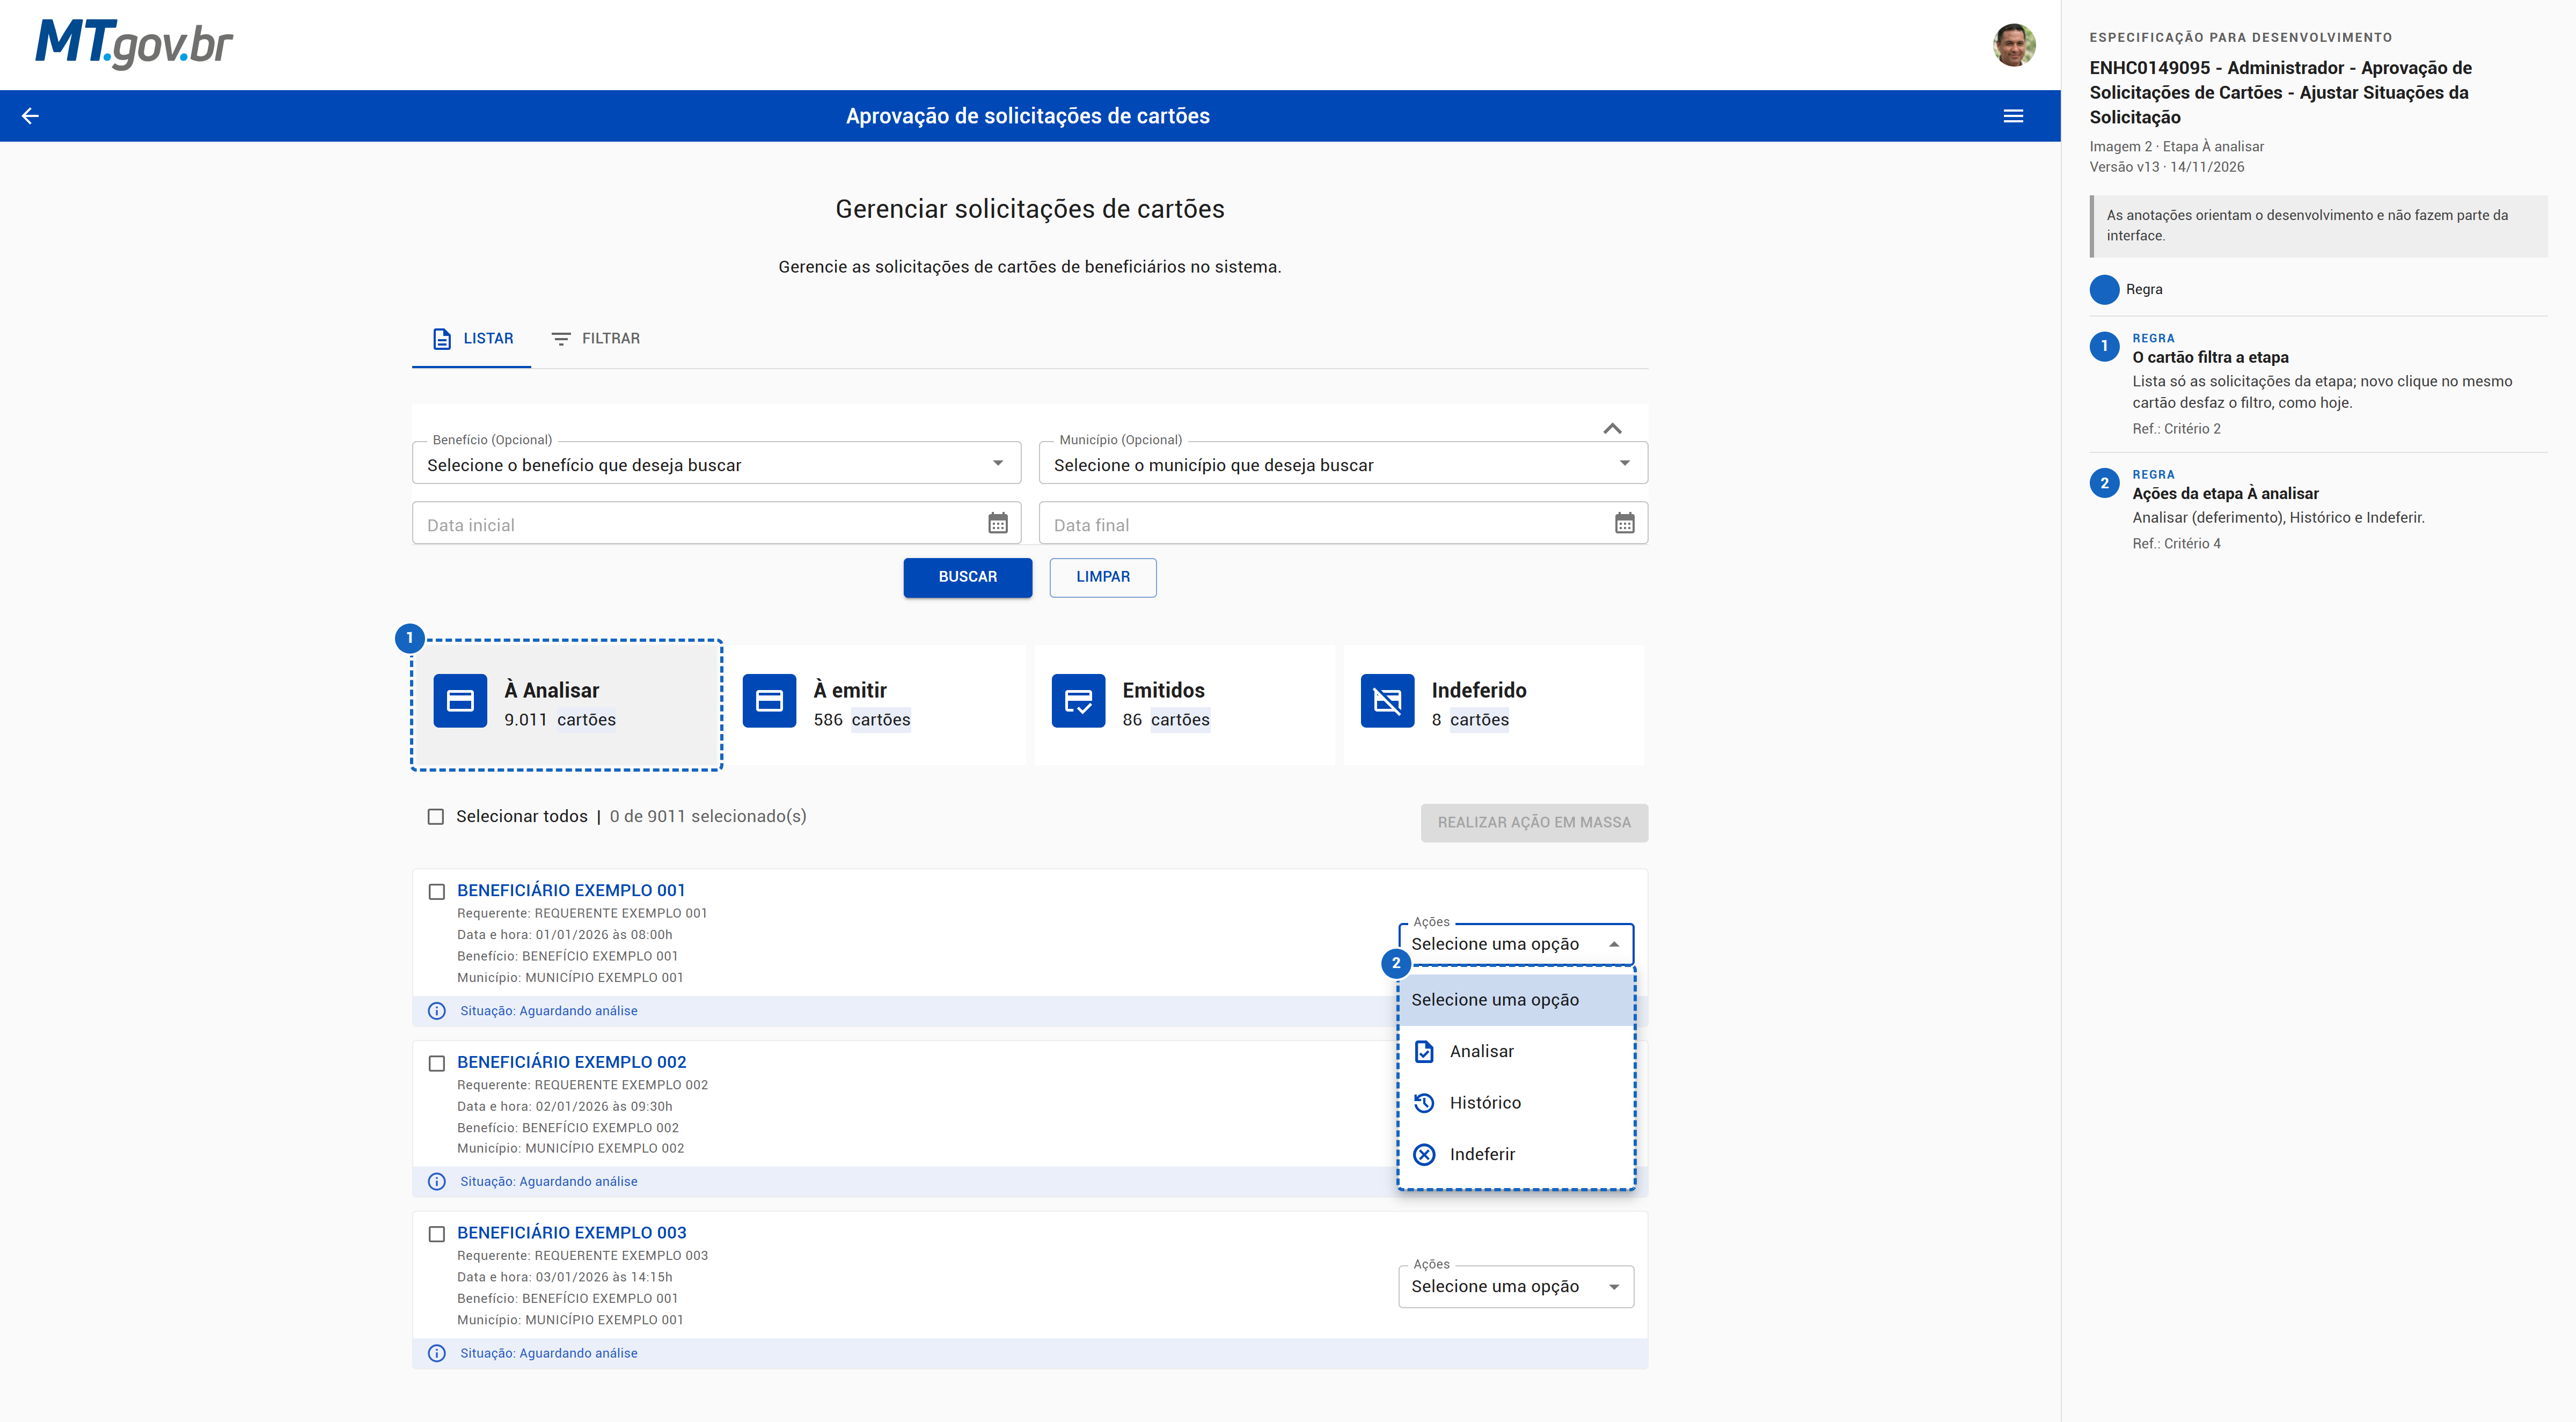 MT.gov.br
Aprovação de solicitações de cartões
Gerenciar solicitações de cartões
Gerencie as solicitações de cartões de beneficiários no sistema.
LISTAR
FILTRAR
Benefício (Opcional)
Selecione o benefício que deseja buscar
Município (Opcional)
Selecione o município que deseja buscar
Data inicial
Data final
BUSCAR
LIMPAR
1
À Analisar
9.011 cartões
À emitir
586 cartões
Emitidos
86 cartões
Indeferido
8 cartões
Selecionar todos | 0 de 9011 selecionado(s)
REALIZAR AÇÃO EM MASSA
BENEFICIÁRIO EXEMPLO 001
Requerente: REQUERENTE EXEMPLO 001
Data e hora: 01/01/2026 às 08:00h
Benefício: BENEFÍCIO EXEMPLO 001
Município: MUNICÍPIO EXEMPLO 001
Situação: Aguardando análise
Ações
Selecione uma opção
2
Selecione uma opção
Analisar
Histórico
Indeferir
BENEFICIÁRIO EXEMPLO 002
Requerente: REQUERENTE EXEMPLO 002
Data e hora: 02/01/2026 às 09:30h
Benefício: BENEFÍCIO EXEMPLO 002
Município: MUNICÍPIO EXEMPLO 002
Situação: Aguardando análise
BENEFICIÁRIO EXEMPLO 003
Requerente: REQUERENTE EXEMPLO 003
Data e hora: 03/01/2026 às 14:15h
Benefício: BENEFÍCIO EXEMPLO 001
Município: MUNICÍPIO EXEMPLO 001
Ações
Selecione uma opção
Situação: Aguardando análise
ESPECIFICAÇÃO PARA DESENVOLVIMENTO
ENHC0149095 - Administrador - Aprovação de
Solicitações de Cartões - Ajustar Situações da
Solicitação
Imagem 2 · Etapa À analisar
Versão v13 · 14/11/2026
As anotações orientam o desenvolvimento e não fazem parte da
interface.
Regra
1
REGRA
O cartão filtra a etapa
Lista só as solicitações da etapa; novo clique no mesmo
cartão desfaz o filtro, como hoje.
Ref.: Critério 2
2
REGRA
Ações da etapa À analisar
Analisar (deferimento), Histórico e Indeferir.
Ref.: Critério 4